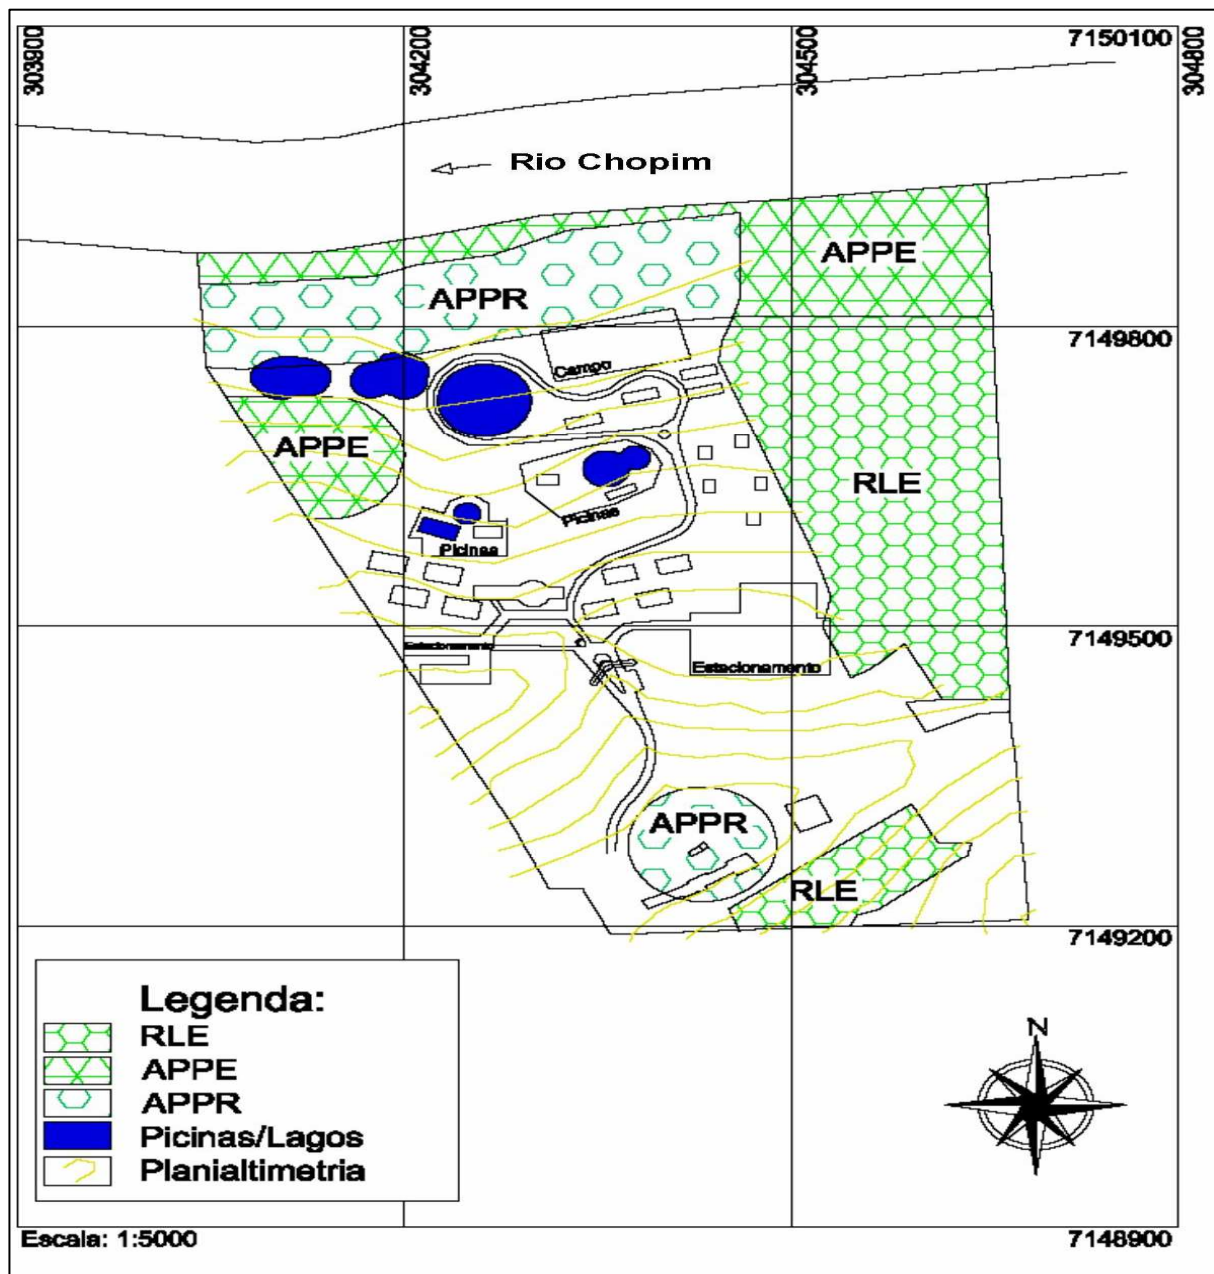 303900
304200
304500
304800
7150100
Rio Chopim
APPE
APPR
7149800
Campo
APPE
RLE
Picinas
Picinas
7149500
Estacionamento
Estacionamento
APPR
RLE
7149200
Legenda:
RLE
APPE
APPR
Picinas/Lagos
Planialtimetria
N
Escala: 1:5000
7148900